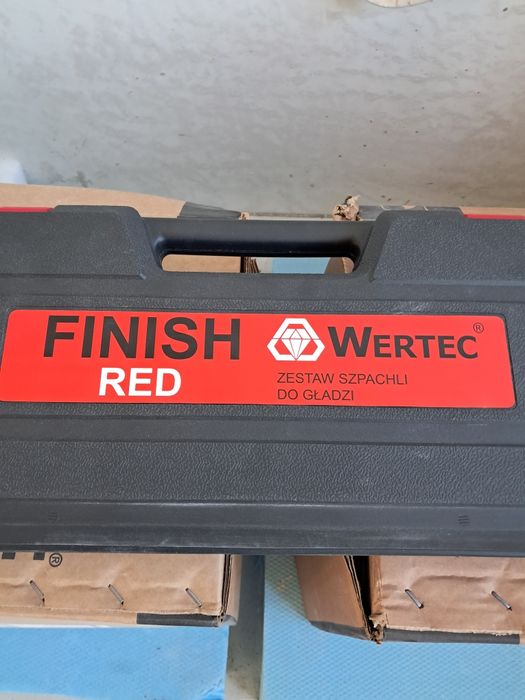 FINISH
RED
WERTEC®
ZESTAW SZPACHLI
DO GŁADZI
®